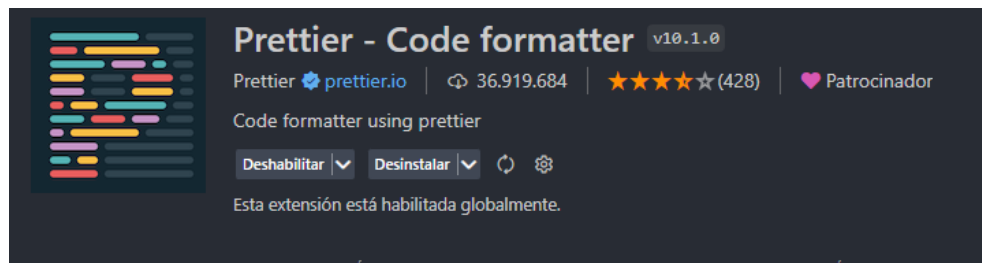 Prettier - Code formatter v10.1.0
Prettier prettier.io 36.919.684 (428) Patrocinador
Code formatter using prettier
Deshabilitar Desinstalar
Esta extensión está habilitada globalmente.